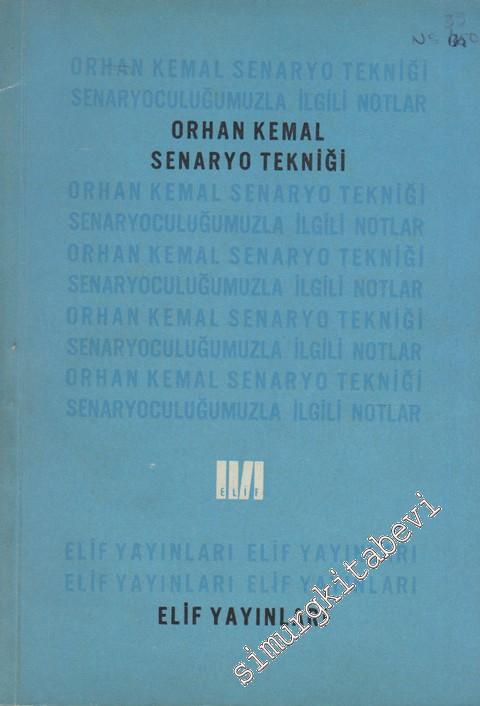 ORHAN KEMAL SENARYO TEKNİĞİ
SENARYOCULUĞUMUZLA İLGİLİ NOTLAR
ORHAN KEMAL
SENARYO TEKNİĞİ
ORHAN KEMAL SENARYO TEKNİĞİ
SENARYOCULUĞUMUZLA İLGİLİ NOTLAR
ORHAN KEMAL SENARYO TEKNİĞİ
SENARYOCULUĞUMUZLA İLGİLİ NOTLAR
ORHAN KEMAL SENARYO TEKNİĞİ
SENARYOCULUĞUMUZLA İLGİLİ NOTLAR
ORHAN KEMAL SENARYO TEKNİĞİ
SENARYOCULUĞUMUZLA İLGİLİ NOTLAR
ELİF
ELİF YAYINLARI ELİF YAYINLARI
ELİF YAYINLARI ELİF YAYINLARI
ELİF YAYINLARI
simurgkitabevi.com